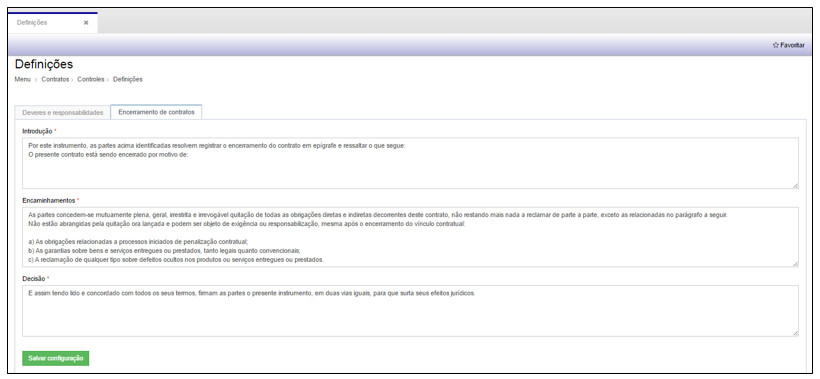 Definições ✖
☆ Favoritar
Definições
Menu › Contratos › Controles › Definições
Deveres e responsabilidades Encerramento de contratos
Introdução *
Por este instrumento, as partes acima identificadas resolvem registrar o encerramento do contrato em epígrafe e ressaltar o que segue:
O presente contrato está sendo encerrado por motivo de:
Encaminhamentos *
As partes concedem-se mutuamente plena, geral, irrestrita e irrevogável quitação de todas as obrigações diretas e indiretas decorrentes deste contrato, não restando mais nada a reclamar de parte a parte, exceto as relacionadas no parágrafo a seguir.
Não estão abrangidas pela quitação ora lançada e podem ser objeto de exigência ou responsabilização, mesma após o encerramento do vínculo contratual:
a) As obrigações relacionadas a processos iniciados de penalização contratual;
b) As garantias sobre bens e serviços entregues ou prestados, tanto legais quanto convencionais;
c) A reclamação de qualquer tipo sobre defeitos ocultos nos produtos ou serviços entregues ou prestados.
Decisão *
E assim tendo lido e concordado com todos os seus termos, firmam as partes o presente instrumento, em duas vias iguais, para que surta seus efeitos jurídicos.
Salvar configuração